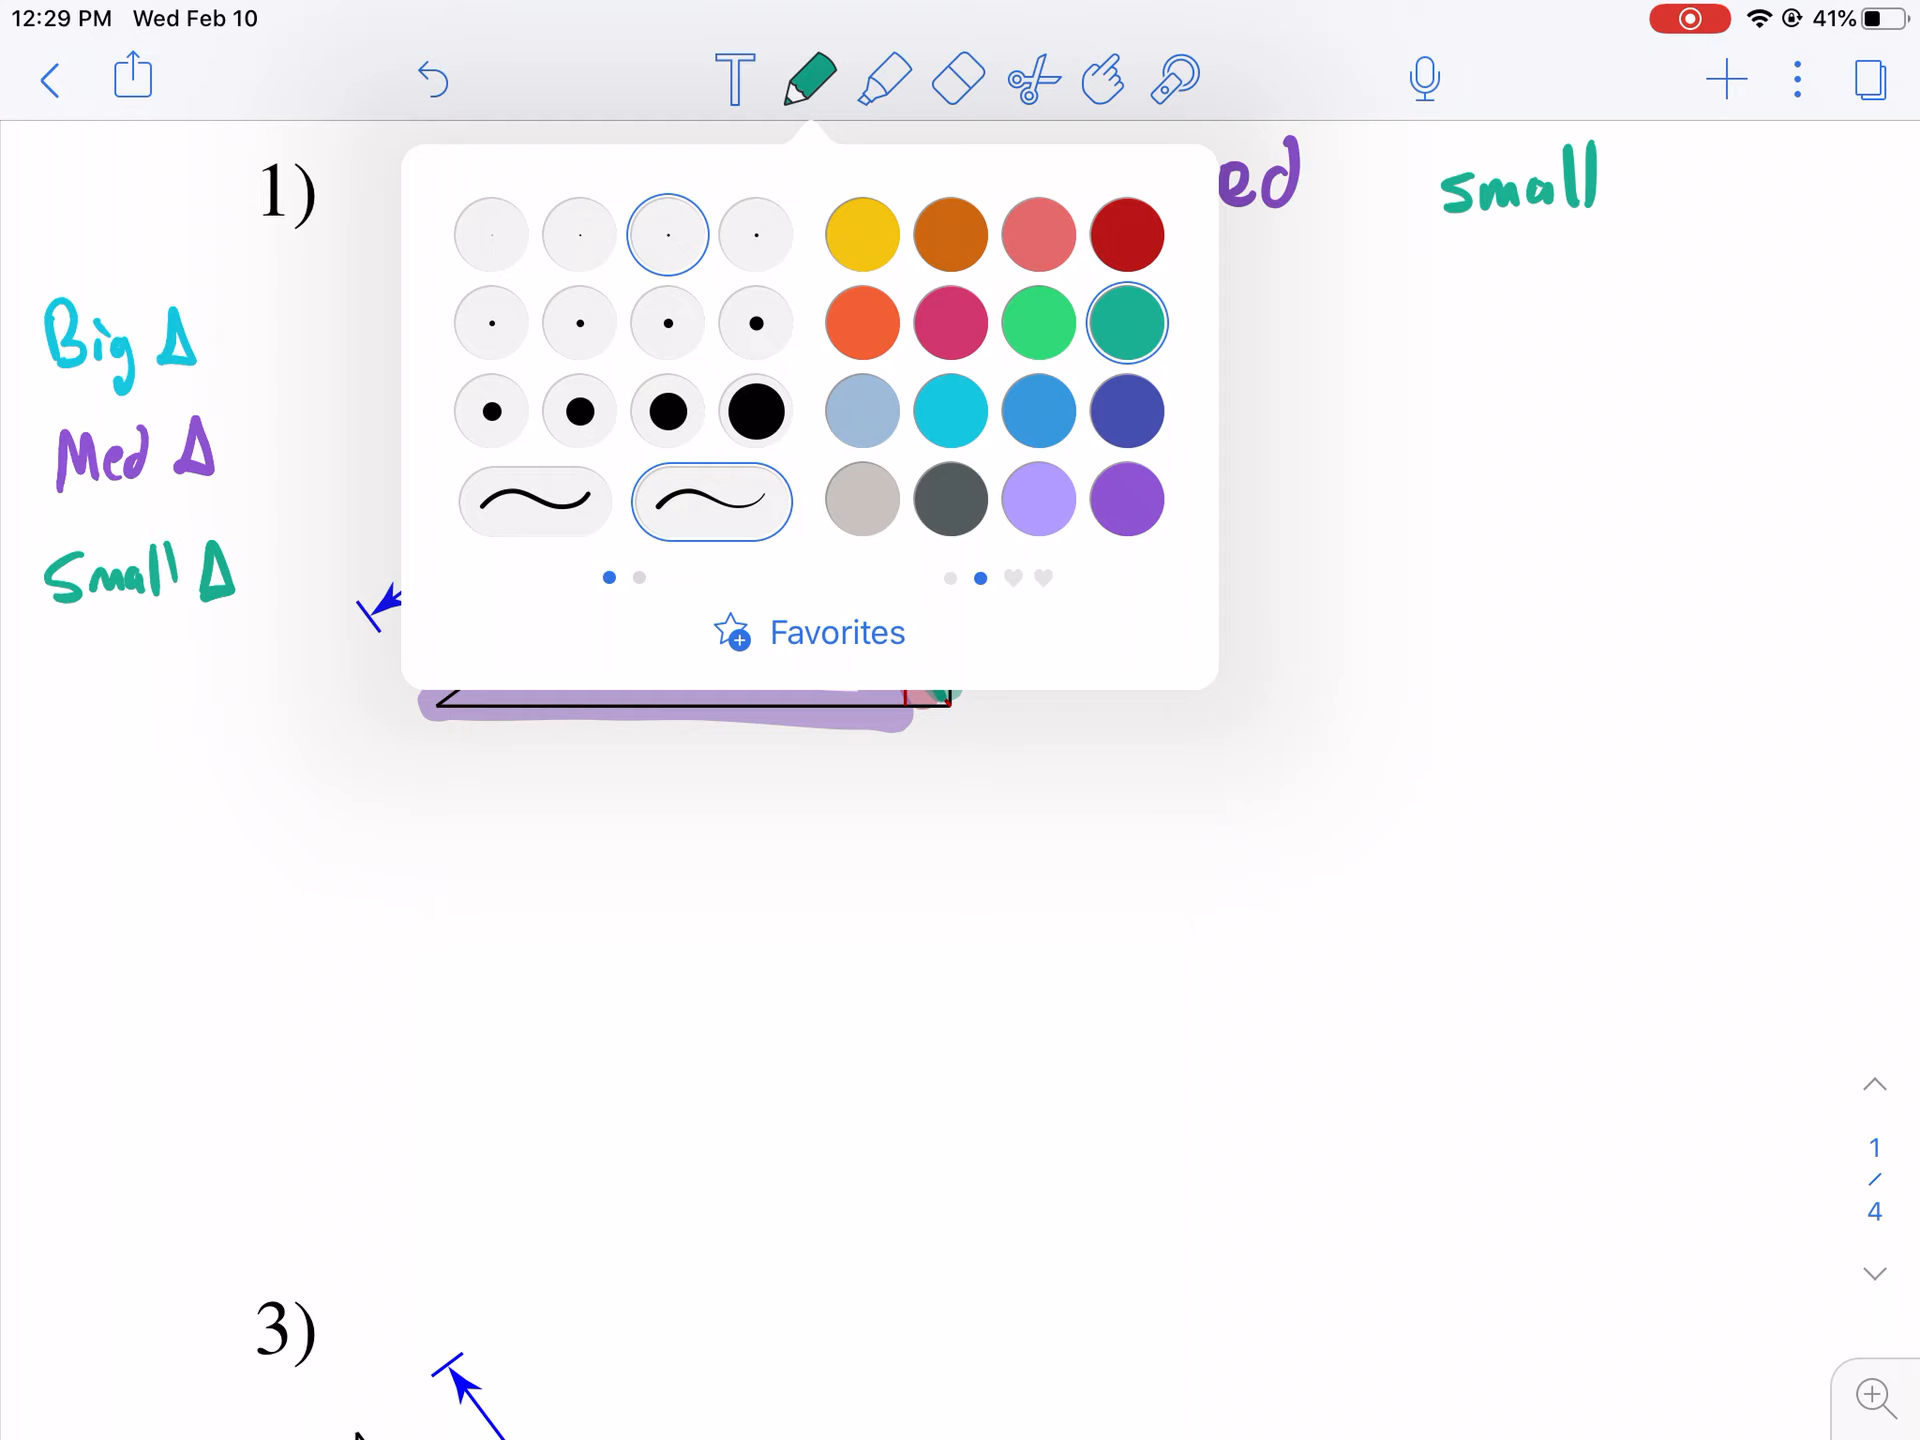 12:29 PM Wed Feb 10 41%
T
1) ed small
Big Δ
Med Δ
Small Δ
Favorites
1
/
4
3)